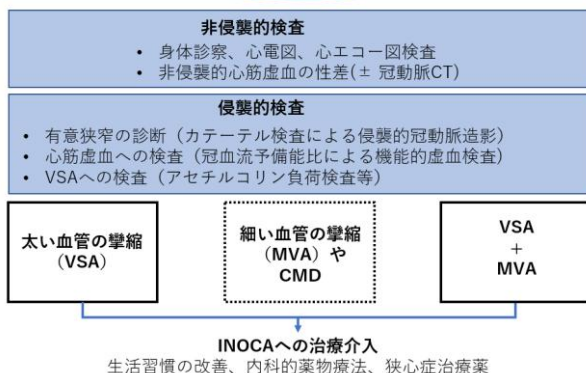 非侵襲的検査
• 身体診察、心電図、心エコー図検査
• 非侵襲的心筋虚血の性差(± 冠動脈CT)
侵襲的検査
• 有意狭窄の診断（カテーテル検査による侵襲的冠動脈造影）
• 心筋虚血への検査（冠血流予備能比による機能的虚血検査）
• VSAへの検査（アセチルコリン負荷検査等）
太い血管の攣縮
（VSA）
細い血管の攣縮
（MVA）や
CMD
VSA
+
MVA
INOCAへの治療介入
生活習慣の改善、内科的薬物療法、狭心症治療薬